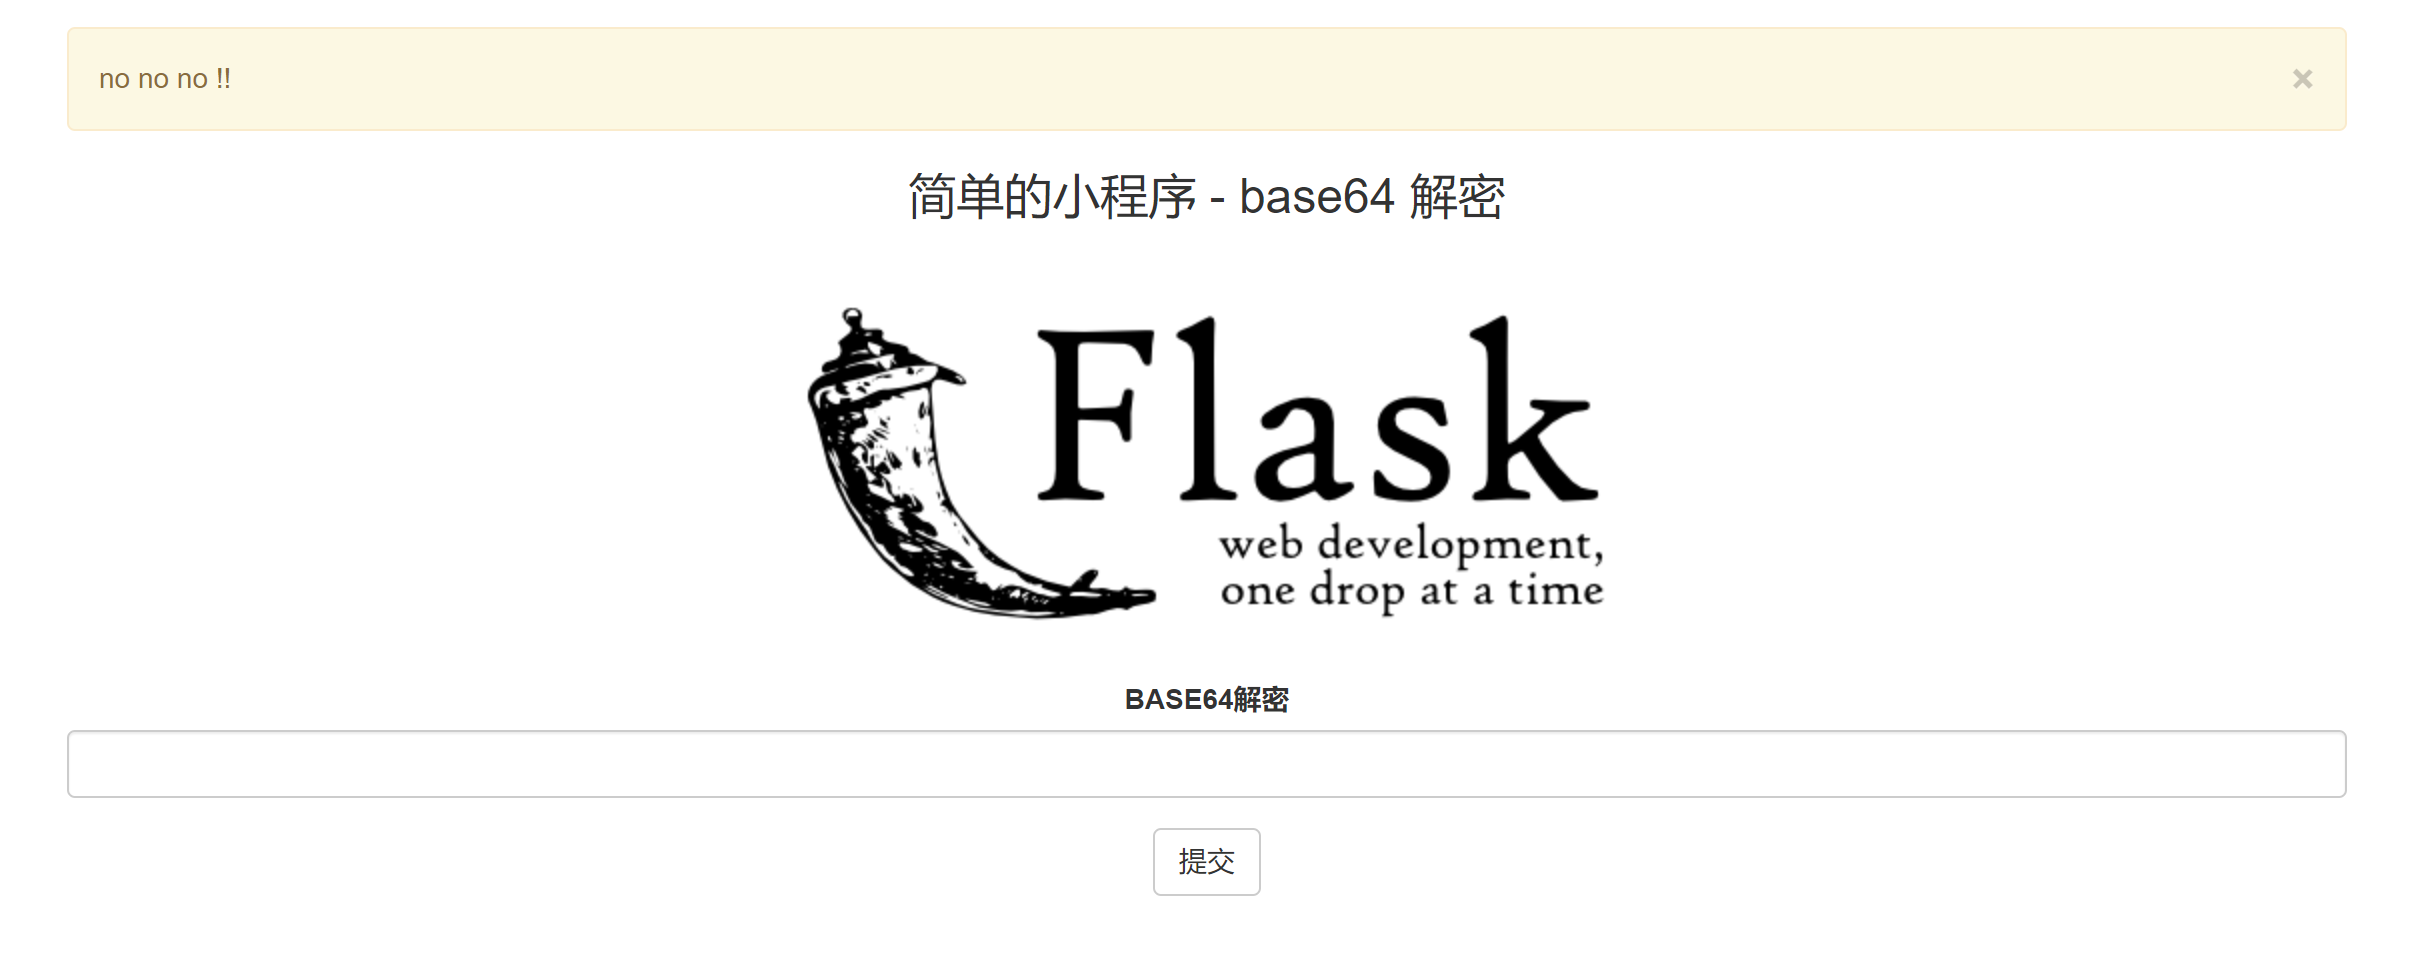 no no no !!
×
简单的小程序 - base64 解密
Flask
web development,
one drop at a time
BASE64解密
提交